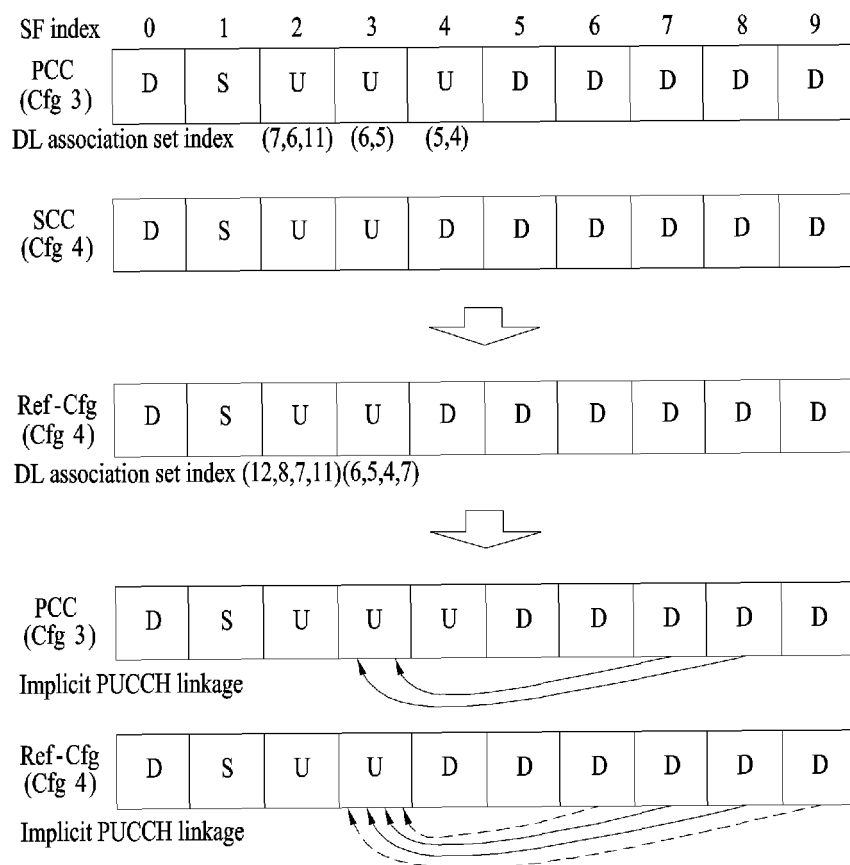 SF index 0 1 2 3 4 5 6 7 8 9
PCC
(Cfg 3) D S U U U D D D D D
DL association set index (7,6,11) (6,5) (5,4)
SCC
(Cfg 4) D S U U D D D D D D
Ref-Cfg
(Cfg 4) D S U U D D D D D D
DL association set index (12,8,7,11)(6,5,4,7)
PCC
(Cfg 3) D S U U U D D D D D
Implicit PUCCH linkage
Ref-Cfg
(Cfg 4) D S U U D D D D D D
Implicit PUCCH linkage